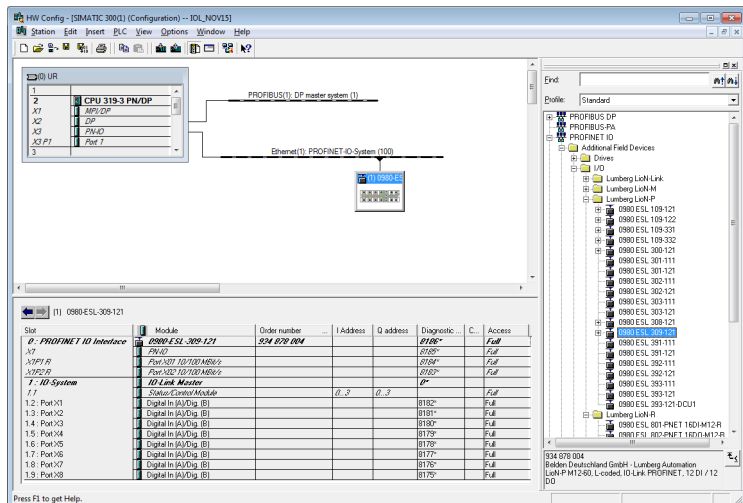 HW Config - [SIMATIC 300(1) (Configuration) -- IOL_NOV15]
Station Edit Insert PLC View Options Window Help
(0) UR
1
2 CPU 319-3 PN/DP
X1 MPI/DP
X2 DP
X3 PN-IO
X3 P1 Port 1
3
PROFIBUS(1): DP master system (1)
Ethernet(1): PROFINET-IO-System (100)
(1) 0980-ES
(1) 0980-ESL-309-121
Slot Module Order number ... I Address Q address Diagnostic ... C... Access
0 : PROFINET IO Interface 0980-ESL-309-121 934 878 004 8186* Full
X1 PN-IO 8185* Full
X1P1 R Port X01 10/100 MBit/s 8184* Full
X1P2 R Port X02 10/100 MBit/s 8183* Full
1 : IO-System IO-Link Master 0*
1.1 Status/Control Module 0...3 0...3 Full
1.2 : Port X1 Digital In (A)/Dig. (B) 8182* Full
1.3 : Port X2 Digital In (A)/Dig. (B) 8181* Full
1.4 : Port X3 Digital In (A)/Dig. (B) 8180* Full
1.5 : Port X4 Digital In (A)/Dig. (B) 8179* Full
1.6 : Port X5 Digital In (A)/Dig. (B) 8178* Full
1.7 : Port X6 Digital In (A)/Dig. (B) 8177* Full
1.8 : Port X7 Digital In (A)/Dig. (B) 8176* Full
1.9 : Port X8 Digital In (A)/Dig. (B) 8175* Full
Find:
Profile: Standard
PROFIBUS DP
PROFIBUS-PA
PROFINET IO
Additional Field Devices
Drives
I/O
Lumberg LioN-Link
Lumberg LioN-M
Lumberg LioN-P
0980 ESL 109-121
0980 ESL 109-122
0980 ESL 109-331
0980 ESL 109-332
0980 ESL 300-121
0980 ESL 301-111
0980 ESL 301-121
0980 ESL 302-111
0980 ESL 302-121
0980 ESL 303-111
0980 ESL 303-121
0980 ESL 308-121
0980 ESL 309-121
0980 ESL 391-111
0980 ESL 391-121
0980 ESL 392-111
0980 ESL 392-121
0980 ESL 393-111
0980 ESL 393-121
0980 ESL 393-121-DCU1
Lumberg LioN-R
0980 ESL 801-PNET 16DI-M12-R
0980 ESL 802-PNET 16DO-M12-R
934 878 004
Belden Deutschland GmbH - Lumberg Automation
LioN-P M12-60, L-coded, IO-Link PROFINET, 12 DI / 12
DO
Press F1 to get Help.